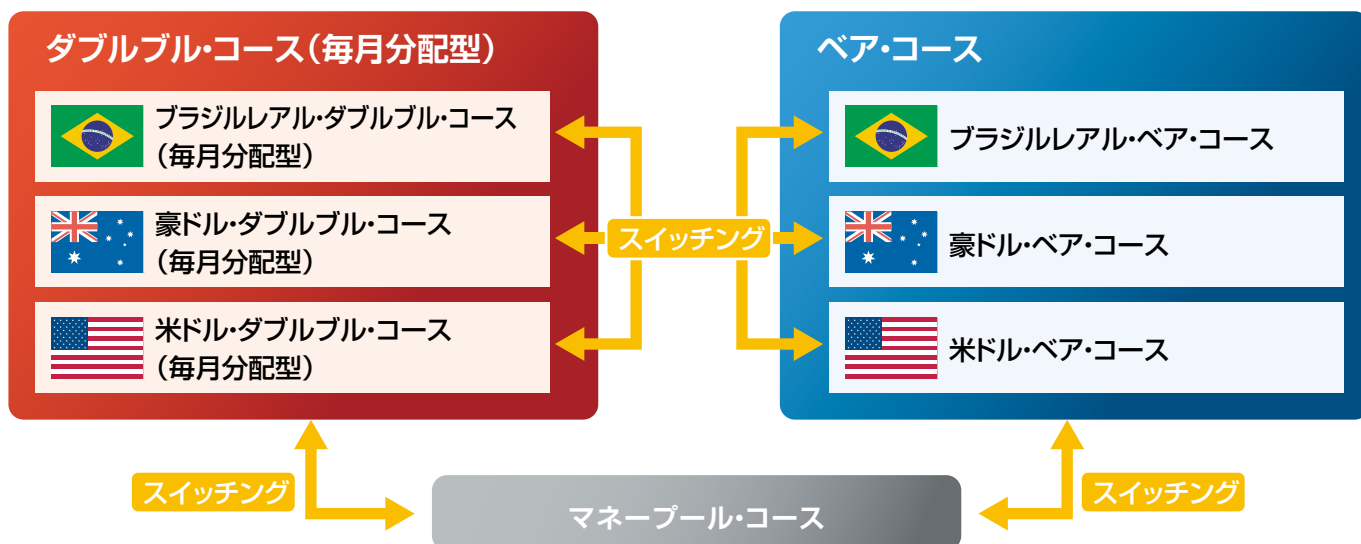 ダブルブル・コース（毎月分配型）
ブラジルレアル・ダブルブル・コース
（毎月分配型）
豪ドル・ダブルブル・コース
（毎月分配型）
米ドル・ダブルブル・コース
（毎月分配型）
スイッチング
ベア・コース
ブラジルレアル・ベア・コース
豪ドル・ベア・コース
米ドル・ベア・コース
スイッチング
マネープール・コース
スイッチング